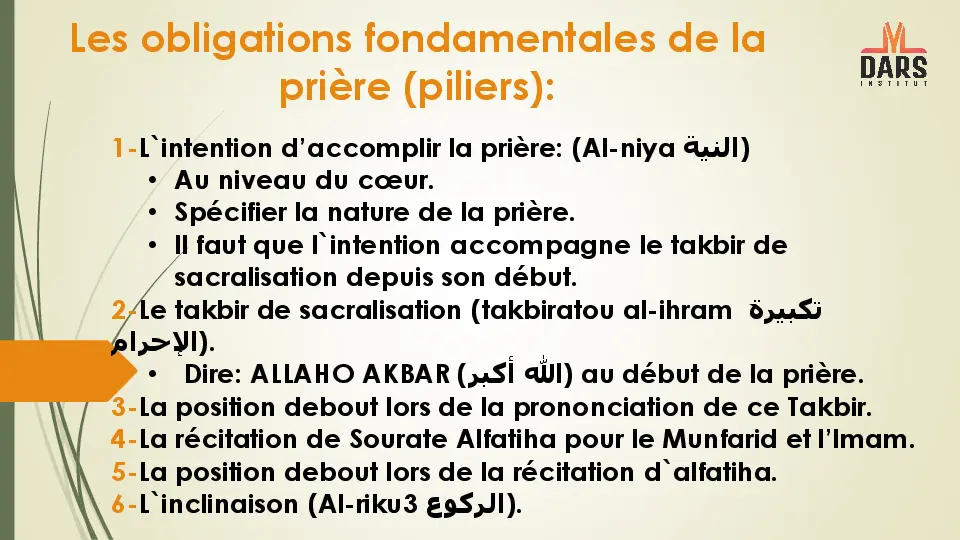 Les obligations fondamentales de la
prière (piliers):
DARS
INSTITUT
1-L`intention d’accomplir la prière: (Al-niya النية)
• Au niveau du cœur.
• Spécifier la nature de la prière.
• Il faut que l`intention accompagne le takbir de
sacralisation depuis son début.
2-Le takbir de sacralisation (takbiratou al-ihram تكبيرة
الإحرام).
• Dire: ALLAHO AKBAR (الله أكبر) au début de la prière.
3-La position debout lors de la prononciation de ce Takbir.
4-La récitation de Sourate Alfatiha pour le Munfarid et l’Imam.
5-La position debout lors de la récitation d`alfatiha.
6-L`inclinaison (Al-riku3 الركوع).